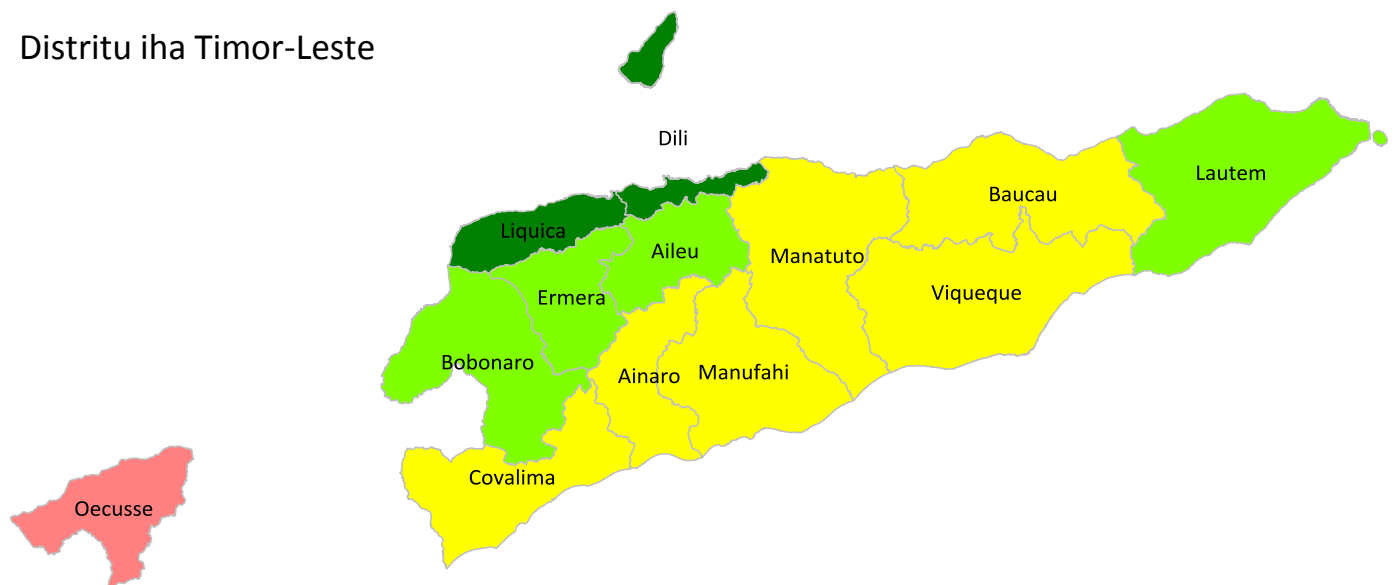 Distritu iha Timor-Leste
Dili
Lautem
Baucau
Liquica
Aileu
Manatuto
Ermera
Viqueque
Bobonaro
Ainaro
Manufahi
Covalima
Oecusse